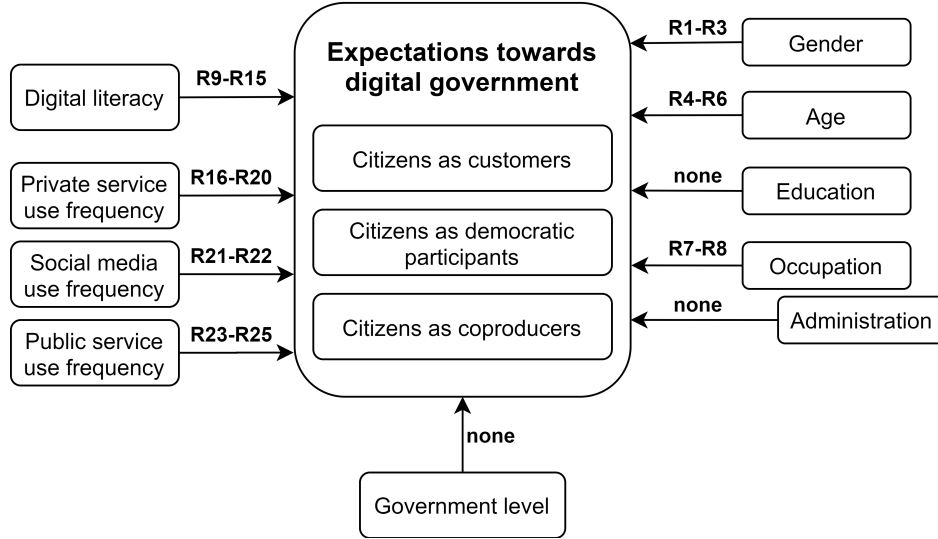 Expectations towards
digital government
Citizens as customers
Citizens as democratic
participants
Citizens as coproducers
Digital literacy
R9-R15
Private service
use frequency
R16-R20
Social media
use frequency
R21-R22
Public service
use frequency
R23-R25
R1-R3
Gender
R4-R6
Age
none
Education
R7-R8
Occupation
none
Administration
none
Government level